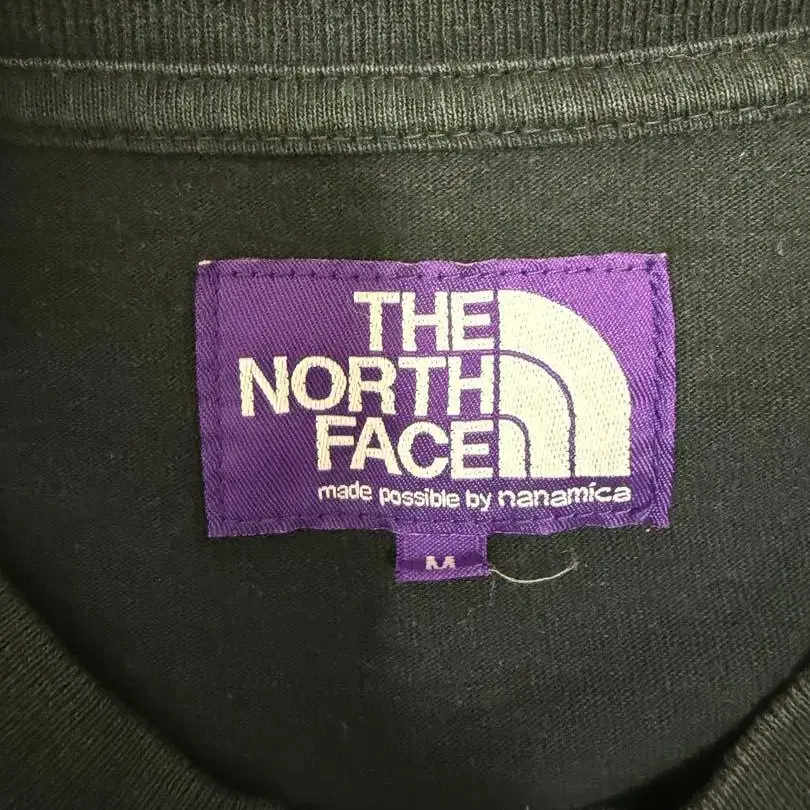 THE
NORTH
FACE
made possible by nanamica
M